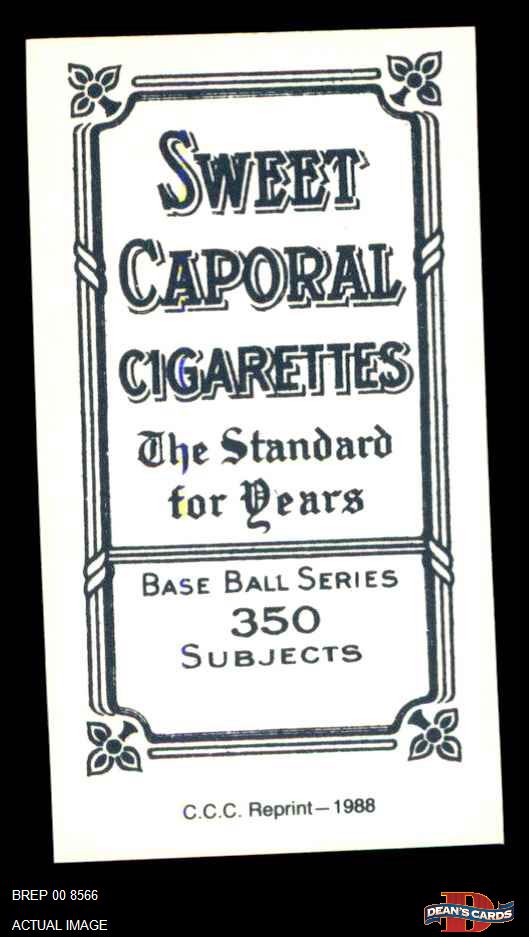 SWEET
CAPORAL
CIGARETTES
The Standard
for Years
BASE BALL SERIES
350
SUBJECTS
C.C.C. Reprint—1988
BREP 00 8566
ACTUAL IMAGE
B
DEAN'S CARDS